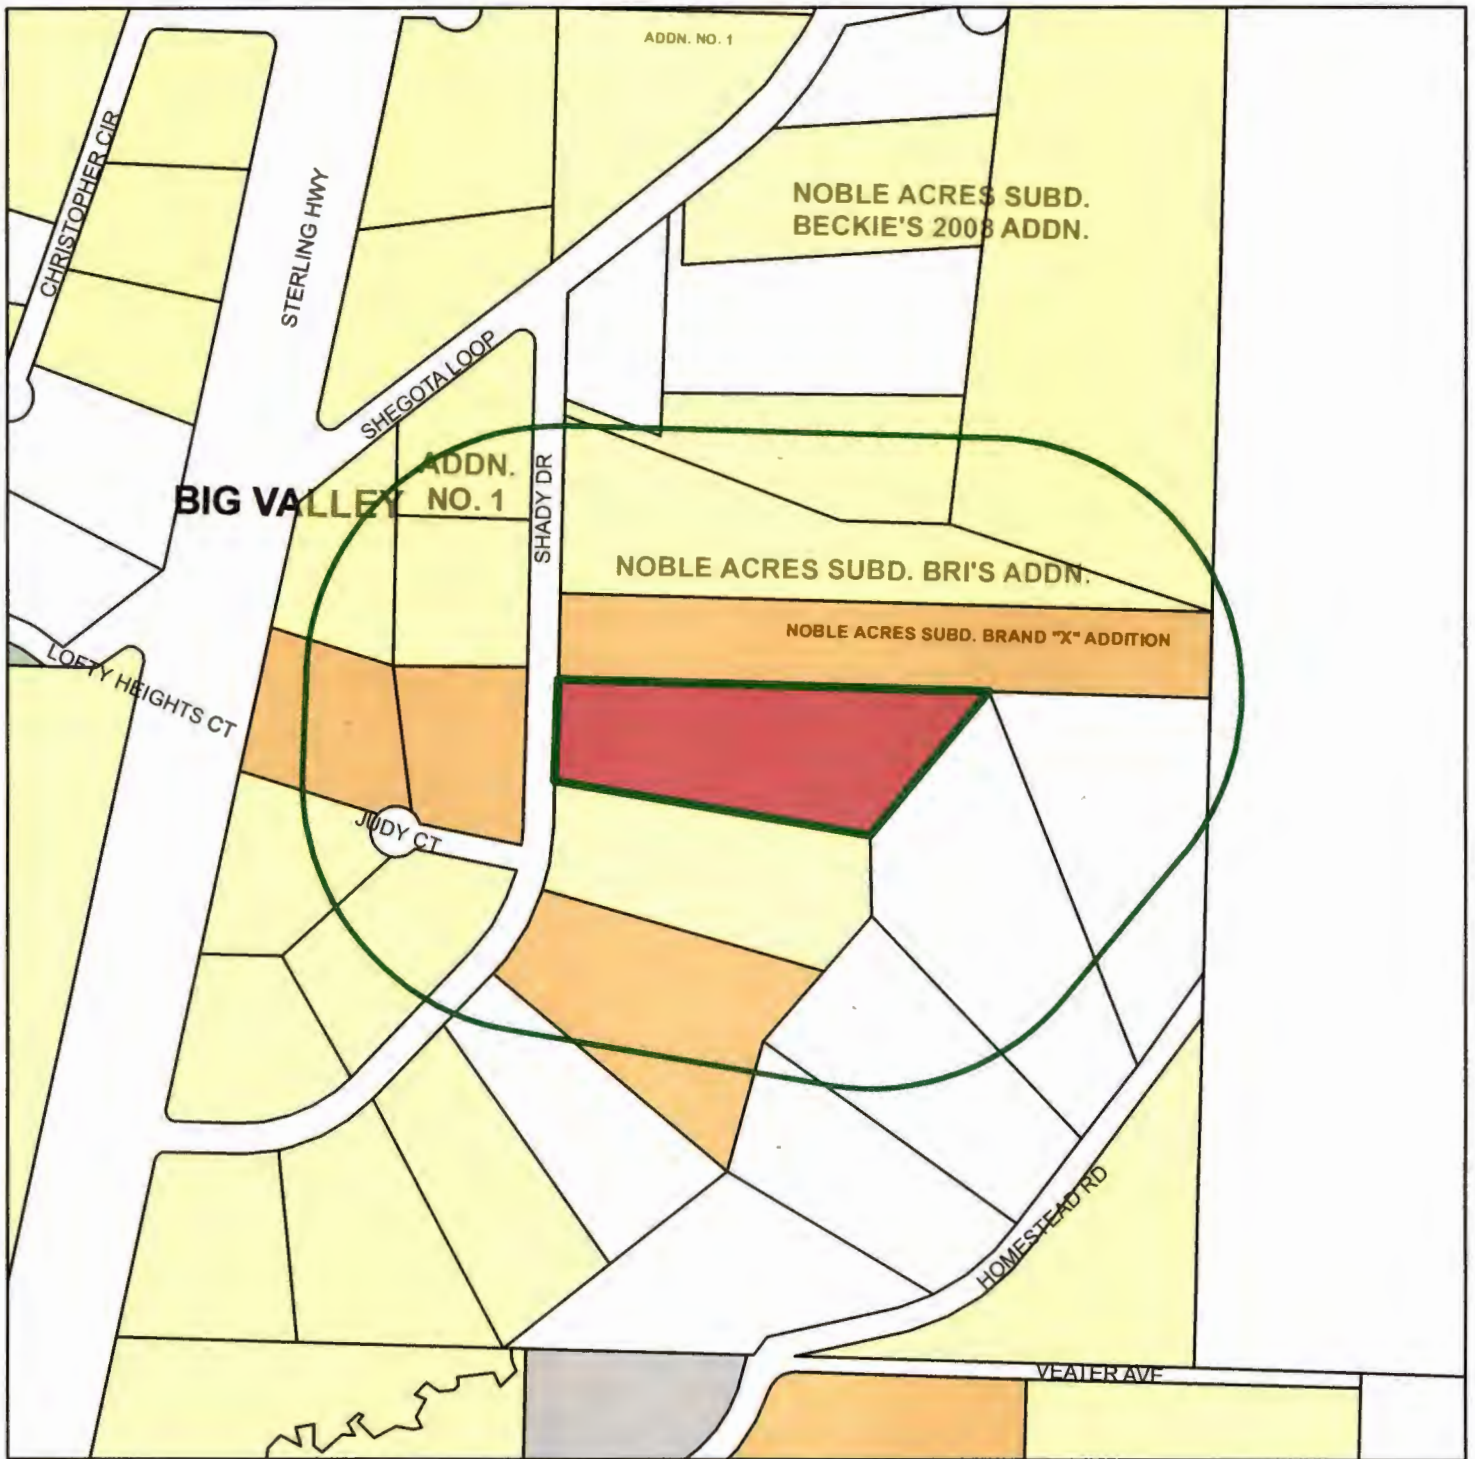 ADDN. NO. 1
CHRISTOPHER CIR
STERLING HWY
NOBLE ACRES SUBD.
BECKIE'S 2008 ADDN.
SHEGOTA LOOP
ADDN.
NO. 1
BIG VALLEY
SHADY DR
NOBLE ACRES SUBD. BRI'S ADDN.
NOBLE ACRES SUBD. BRAND "X" ADDITION
LOFTY HEIGHTS CT
JUDY CT
HOMESTEAD RD
VEATER AVE